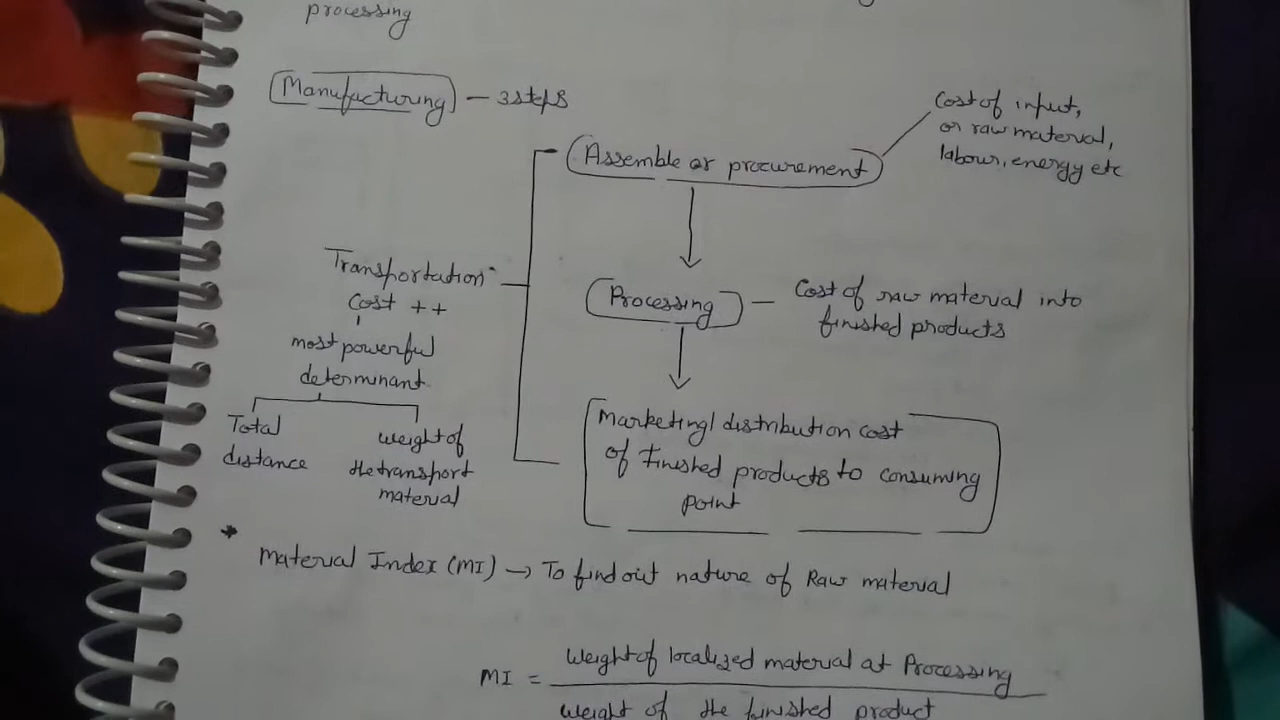 processing
Manufacturing - 3 steps
Cost of input,
or raw material,
labour, energy etc
Assemble or procurement
Transportation
Cost ++
most powerful
determinant
Total
distance
weight of
the transport
material
Processing - Cost of raw material into
finished products
Marketing/distribution cost
of Finished products to consuming
point
* Material Index (MI) → To find out nature of Raw material
MI = weight of localized material at Processing
weight of the finished product